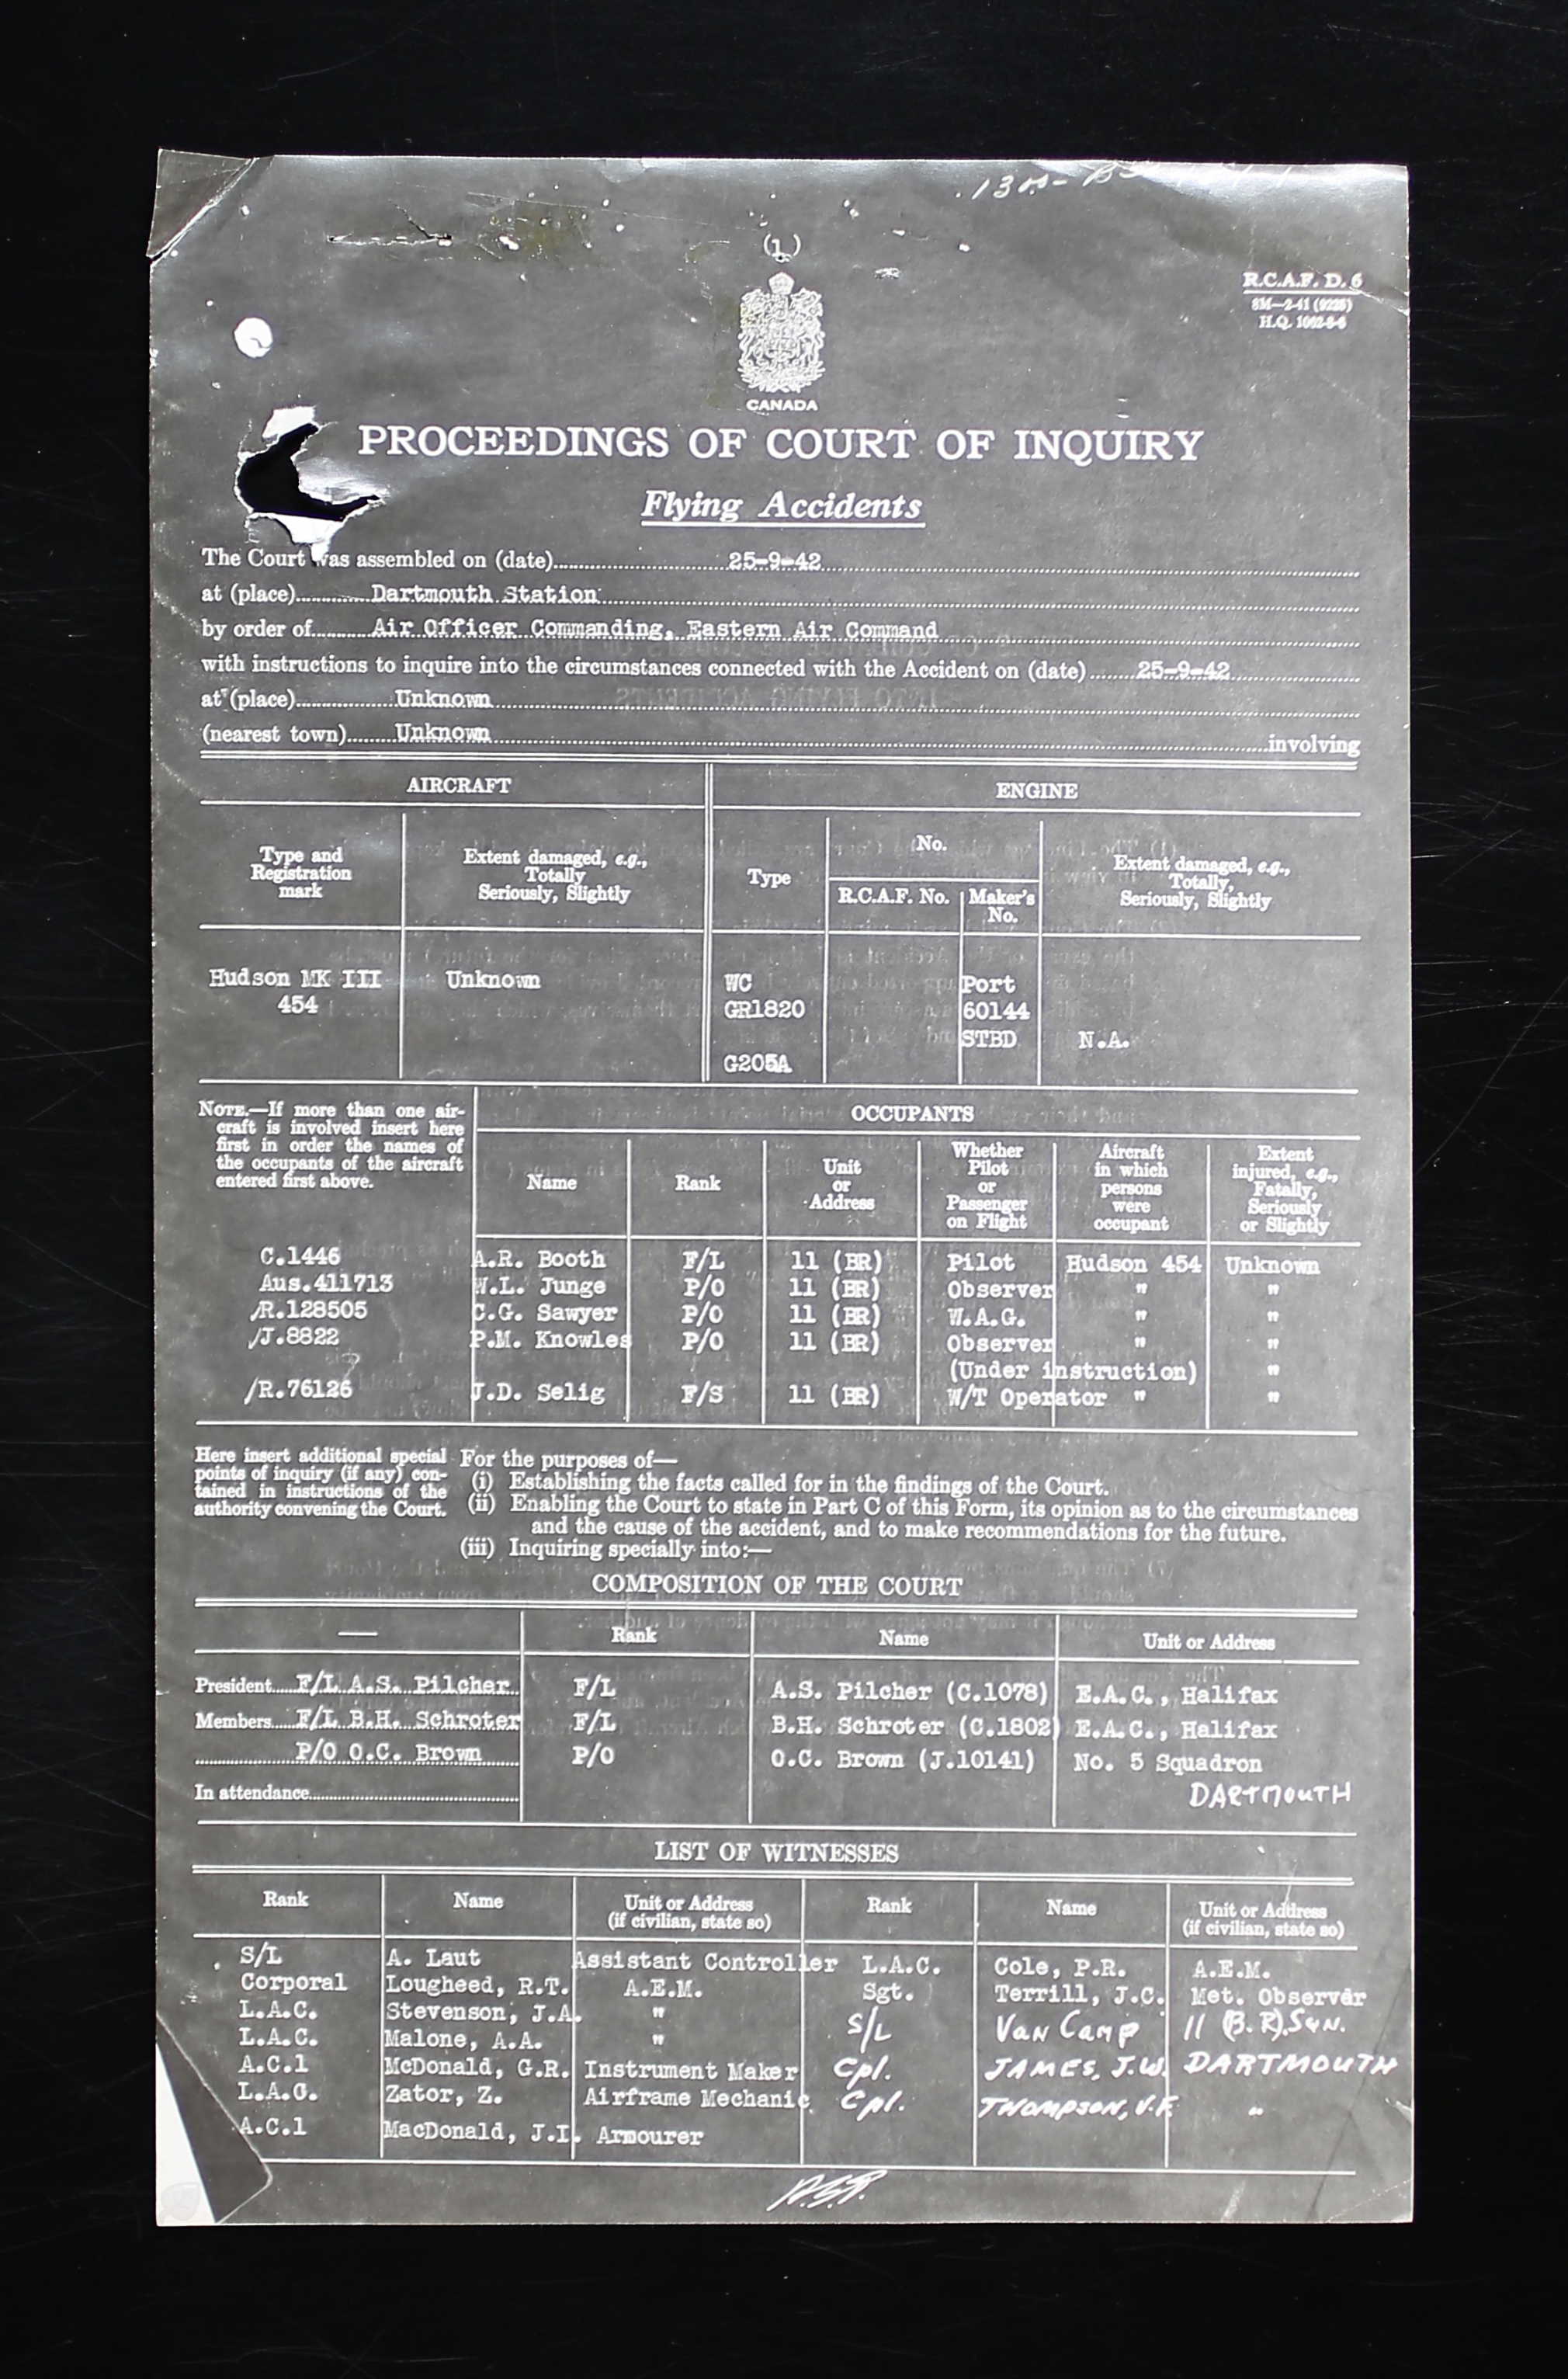 (1)
R.C.A.F. D. 6
8M—2-41 (9225)
H.Q. 1062-8-6
CANADA
PROCEEDINGS OF COURT OF INQUIRY
Flying Accidents
The Court was assembled on (date) 25-9-42
at (place) Dartmouth Station
by order of Air Officer Commanding, Eastern Air Command
with instructions to inquire into the circumstances connected with the Accident on (date) 25-9-42
at (place) Unknown
(nearest town) Unknown involving
AIRCRAFT ENGINE
Type and Registration mark Extent damaged, e.g., Totally Seriously, Slightly Type No. R.C.A.F. No. Maker's No. Extent damaged, e.g., Totally, Seriously, Slightly
Hudson MK III Unknown WC Port
454 GR1820 60144
STBD N.A.
G205A
NOTE.—If more than one air-
craft is involved insert here
first in order the names of
the occupants of the aircraft
entered first above.
OCCUPANTS
Name Rank Unit or Address Whether Pilot or Passenger on Flight Aircraft in which persons were occupant Extent injured, e.g., Fatally, Seriously or Slightly
C.1446 A.R. Booth F/L 11 (BR) Pilot Hudson 454 Unknown
Aus.411713 W.L. Junge P/O 11 (BR) Observer " "
/R.128505 C.G. Sawyer P/O 11 (BR) W.A.G. " "
/J.8822 P.M. Knowles P/O 11 (BR) Observer " "
(Under instruction) "
/R.76126 J.D. Selig F/S 11 (BR) W/T Operator " "
Here insert additional special
points of inquiry (if any) con-
tained in instructions of the
authority convening the Court.
For the purposes of—
(i) Establishing the facts called for in the findings of the Court.
(ii) Enabling the Court to state in Part C of this Form, its opinion as to the circumstances
and the cause of the accident, and to make recommendations for the future.
(iii) Inquiring specially into:—
COMPOSITION OF THE COURT
— Rank Name Unit or Address
President F/L A.S. Pilcher F/L A.S. Pilcher (C.1078) E.A.C., Halifax
Members F/L B.H. Schroter F/L B.H. Schroter (C.1802) E.A.C., Halifax
P/O O.C. Brown P/O O.C. Brown (J.10141) No. 5 Squadron
In attendance DARTMOUTH
LIST OF WITNESSES
Rank Name Unit or Address (if civilian, state so) Rank Name Unit or Address (if civilian, state so)
S/L A. Laut Assistant Controller L.A.C. Cole, P.R. A.E.M.
Corporal Lougheed, R.T. A.E.M. Sgt. Terrill, J.C. Met. Observer
L.A.C. Stevenson, J.A. " S/L Van Camp 11 (B.R). Sqn.
L.A.C. Malone, A.A. " Cpl. JAMES, J.W. DARTMOUTH
A.C.1 McDonald, G.R. Instrument Maker Cpl. THOMPSON, V.F. "
L.A.C. Zator, Z. Airframe Mechanic
A.C.1 MacDonald, J.I. Armourer